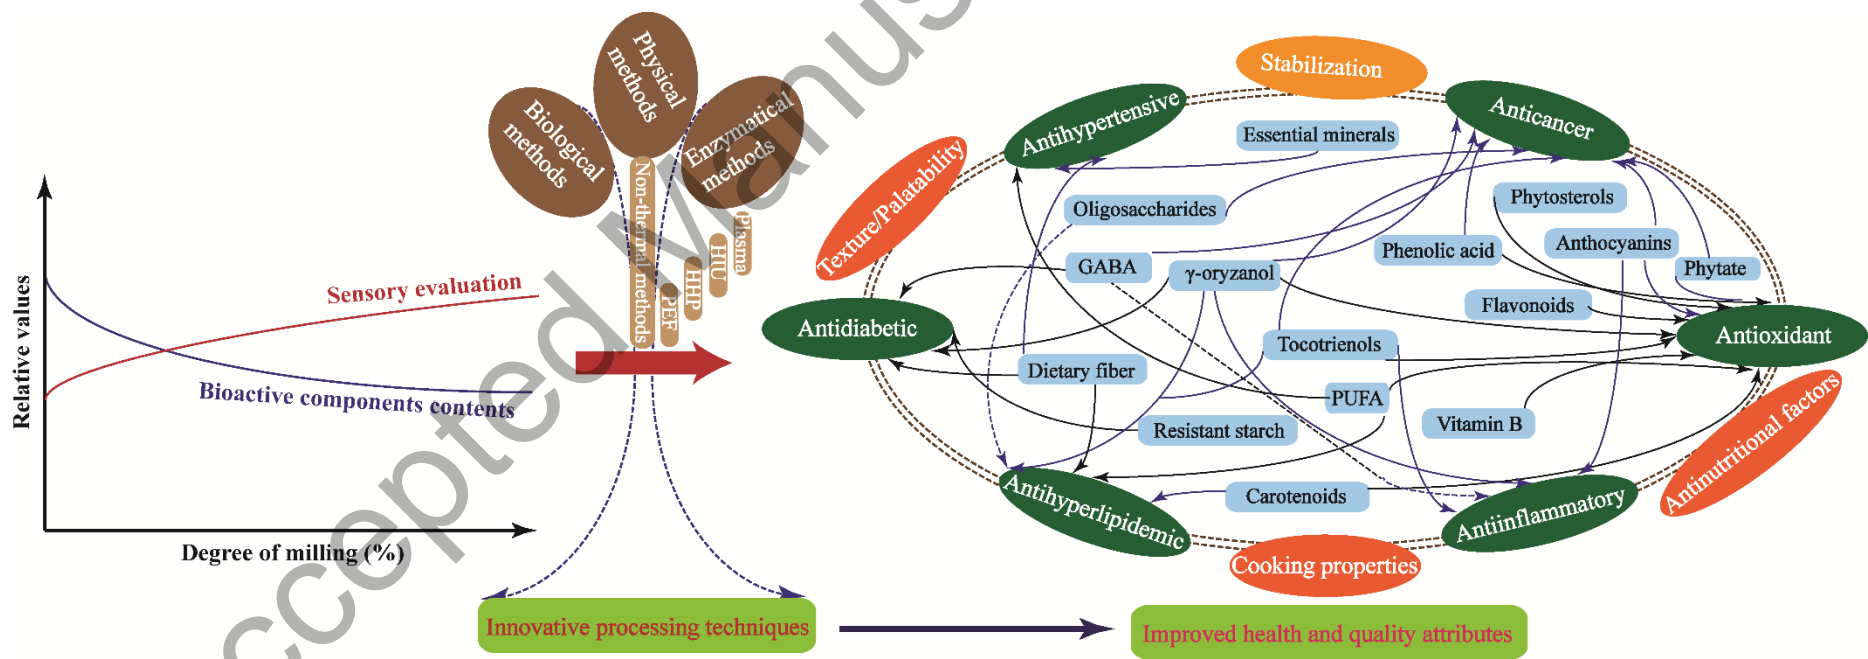 Relative values
Sensory evaluation
Bioactive components contents
Degree of milling (%)
Biological
methods
Physical
methods
Enzymatical
methods
Non-thermal methods
PEF
HHP
HIU
Plasma
Innovative processing techniques
Improved health and quality attributes
Stabilization
Antihypertensive
Anticancer
Texture/Palatability
Essential minerals
Oligosaccharides
Phytosterols
Phenolic acid
Anthocyanins
Phytate
GABA
γ-oryzanol
Flavonoids
Antidiabetic
Tocotrienols
Antioxidant
Dietary fiber
PUFA
Vitamin B
Resistant starch
Antinutritional factors
Carotenoids
Antihyperlipidemic
Antiinflammatory
Cooking properties
ccepted Manus